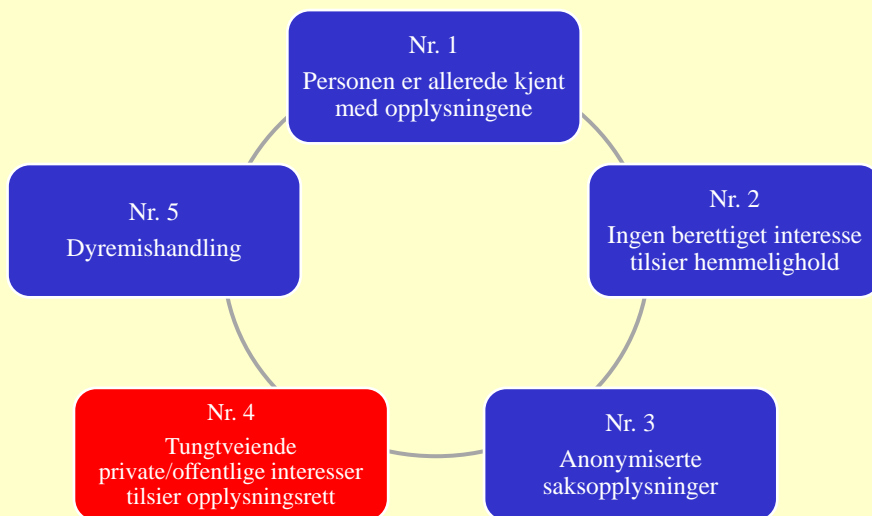 Nr. 1
Personen er allerede kjent
med opplysningene
Nr. 2
Ingen berettiget interesse
tilsier hemmelighold
Nr. 3
Anonymiserte
saksopplysninger
Nr. 4
Tungtveiende
private/offentlige interesser
tilsier opplysningsrett
Nr. 5
Dyremishandling